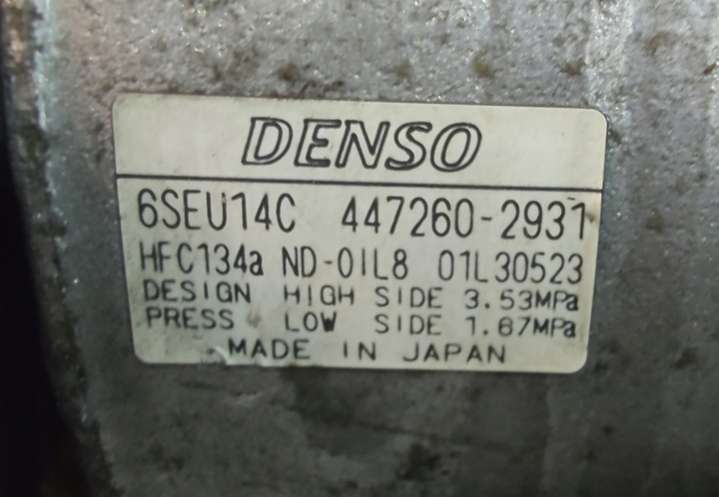 DENSO
6SEU14C 447260-2931
HFC134a ND-OIL8 01L30523
DESIGN HIGH SIDE 3.53MPa
PRESS LOW SIDE 1.67MPa
MADE IN JAPAN